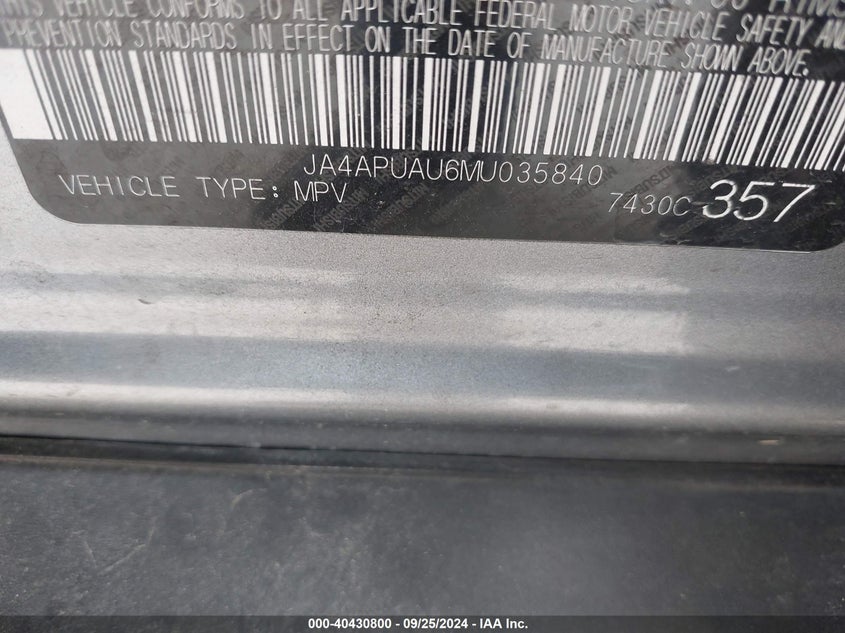 THIS VEHICLE CONFORMS TO ALL APPLICABLE FEDERAL MOTOR VEHICLE SAFETY AND
PREVENTION STANDARDS IN EFFECT ON THE DATE OF MANUFACTURE SHOWN ABOVE.
JA4APUAU6MU035840
VEHICLE TYPE: MPV
7430C 357
000-40430800 - 09/25/2024 - IAA Inc.